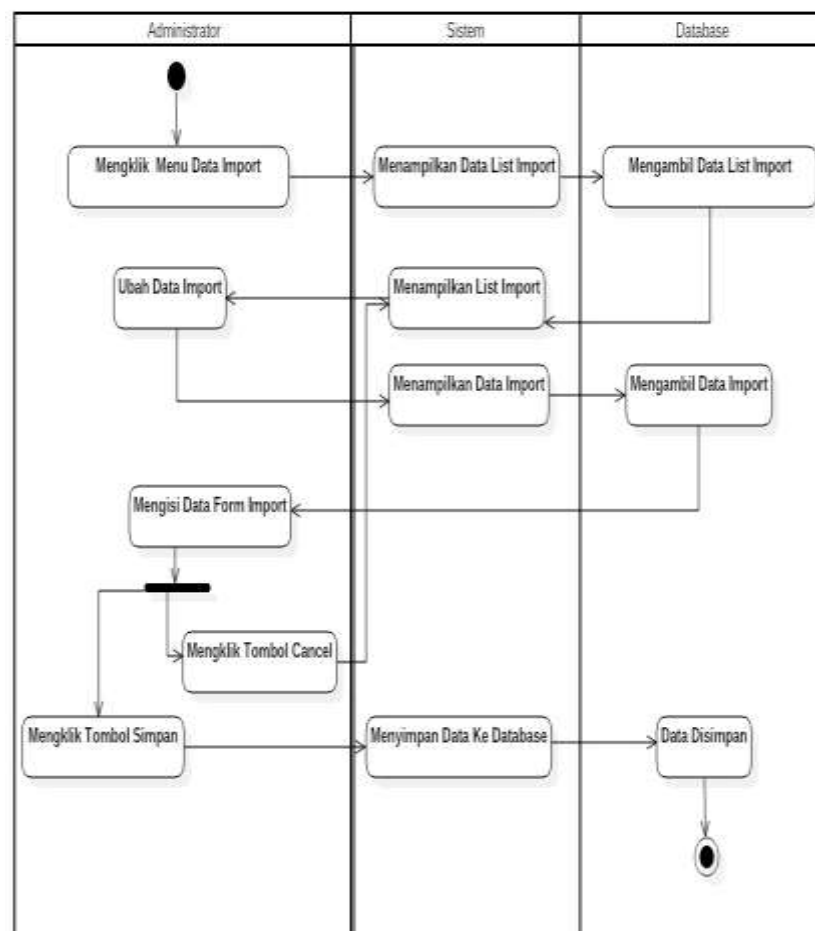 Administrator
Sistem
Database
Mengklik Menu Data Import
Menampilkan Data List Import
Mengambil Data List Import
Ubah Data Import
Menampilkan List Import
Menampilkan Data Import
Mengambil Data Import
Mengisi Data Form Import
Mengklik Tombol Cancel
Mengklik Tombol Simpan
Menyimpan Data Ke Database
Data Disimpan